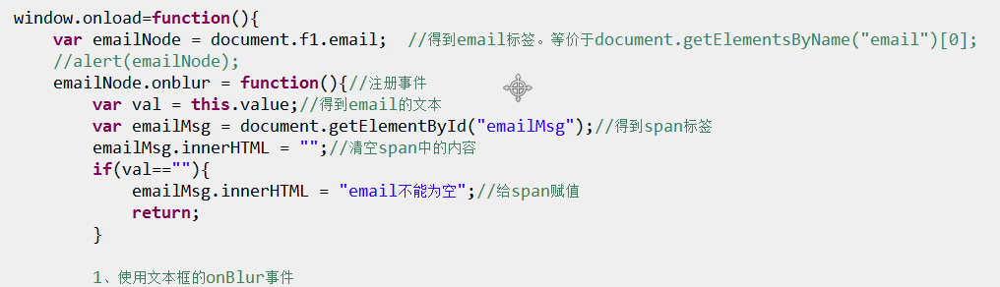 window.onload=function(){
var emailNode = document.f1.email; //得到email标签。等价于document.getElementsByName("email")[0];
//alert(emailNode);
emailNode.onblur = function(){//注册事件
var val = this.value;//得到email的文本
var emailMsg = document.getElementById("emailMsg");//得到span标签
emailMsg.innerHTML = "";//清空span中的内容
if(val==""){
emailMsg.innerHTML = "email不能为空";//给span赋值
return;
}
1、使用文本框的onBlur事件